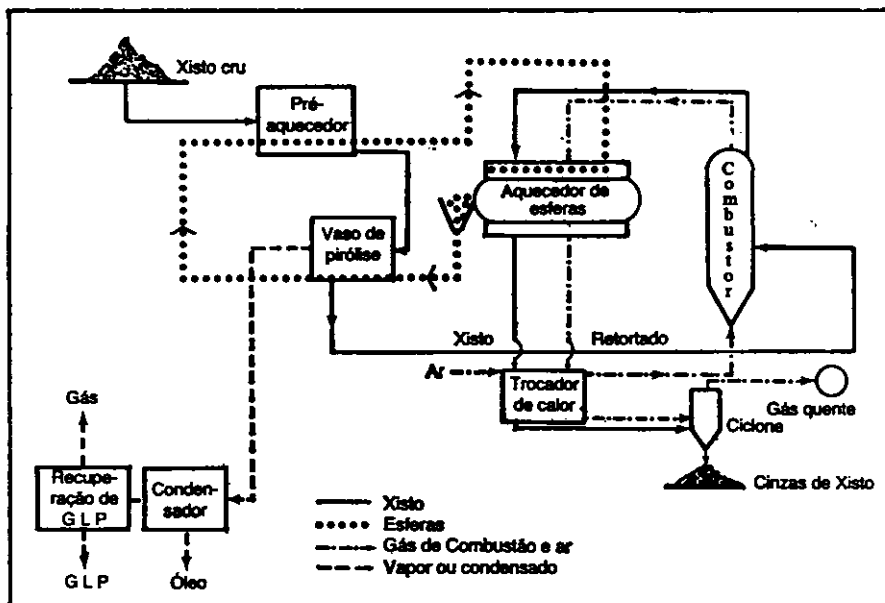 Xisto cru
Pré-
aquecedor
Aquecedor de
esferas
Combustor
Vaso de
pirólise
Xisto Retortado
Ar
Trocador
de calor
Gás quente
Ciclone
Cinzas de Xisto
Gás
Recupe-
ração de
G L P
Conden-
sador
G L P
Óleo
Xisto
Esferas
Gás de Combustão e ar
Vapor ou condensado